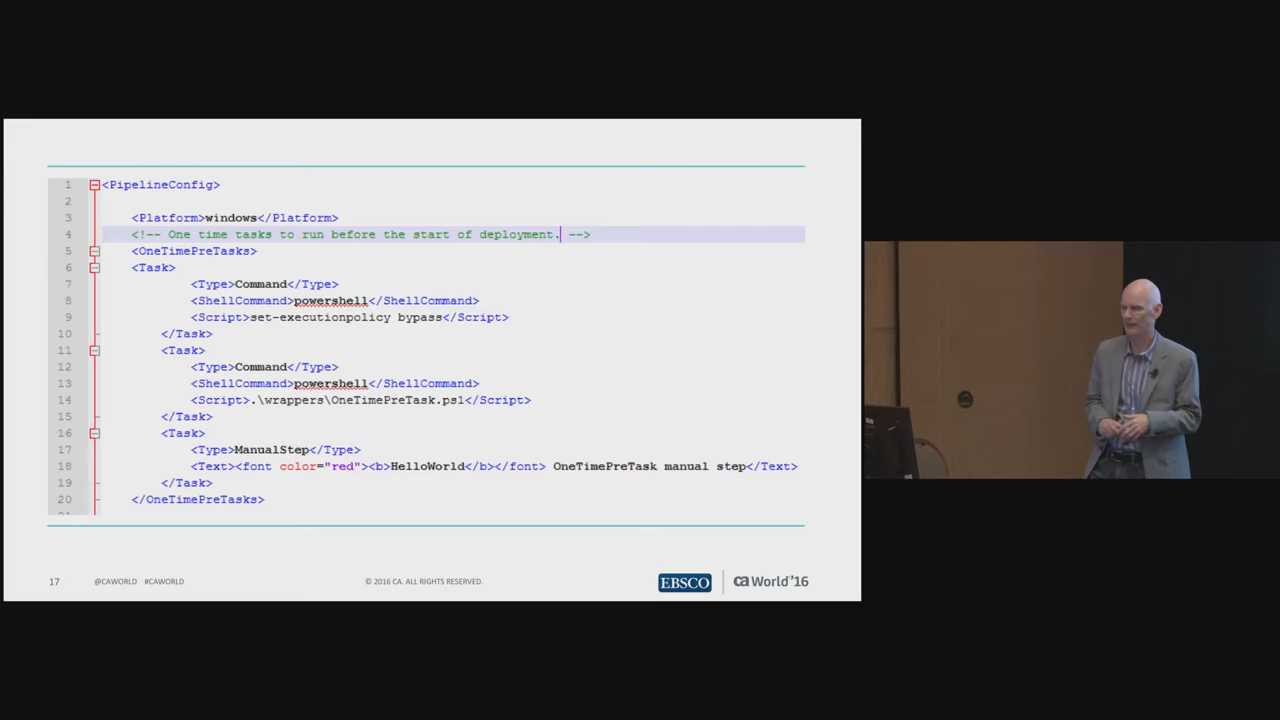 1 <PipelineConfig>
2
3 <Platform>windows</Platform>
4 <!-- One time tasks to run before the start of deployment. -->
5 <OneTimePreTasks>
6 <Task>
7 <Type>Command</Type>
8 <ShellCommand>powershell</ShellCommand>
9 <Script>set-executionpolicy bypass</Script>
10 </Task>
11 <Task>
12 <Type>Command</Type>
13 <ShellCommand>powershell</ShellCommand>
14 <Script>.\wrappers\OneTimePreTask.ps1</Script>
15 </Task>
16 <Task>
17 <Type>ManualStep</Type>
18 <Text><font color="red"><b>HelloWorld</b></font> OneTimePreTask manual step</Text>
19 </Task>
20 </OneTimePreTasks>
17 @CAWORLD #CAWORLD © 2016 CA. ALL RIGHTS RESERVED. EBSCO ca World'16